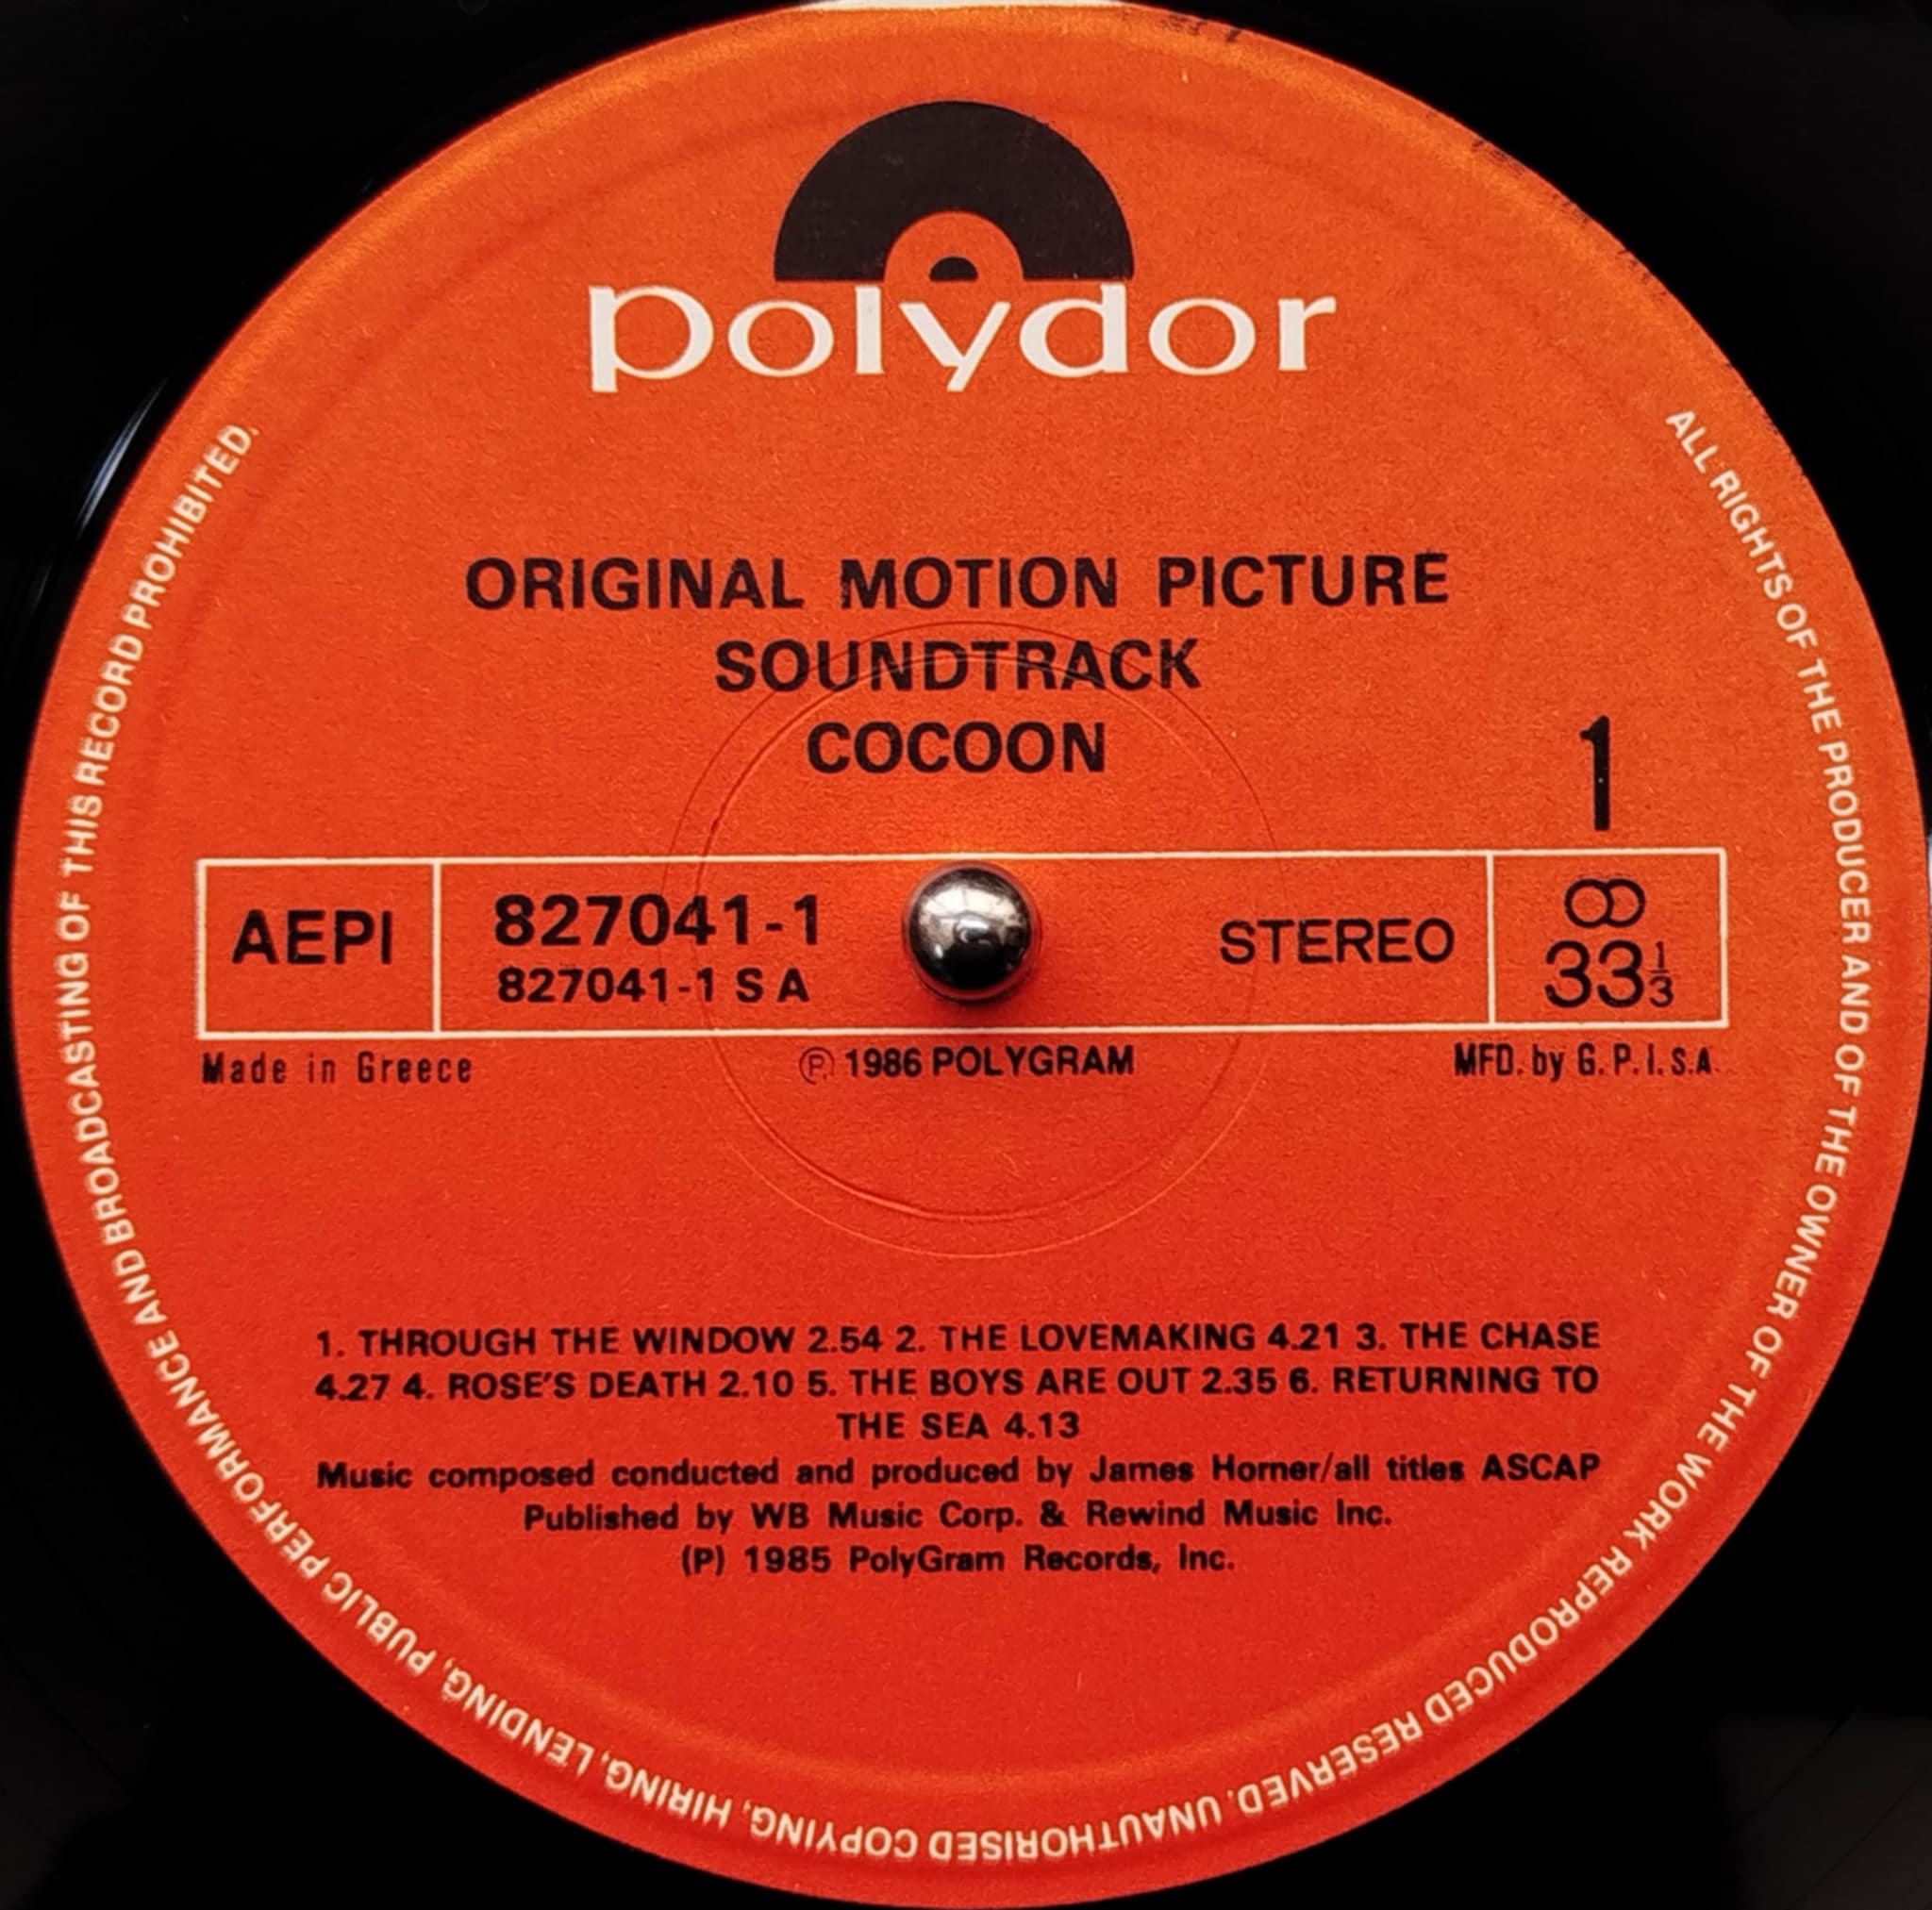 polydor
ORIGINAL MOTION PICTURE
SOUNDTRACK
COCOON
1
AEPI
827041-1
827041-1 S A
STEREO
33 1/3
Made in Greece
Ⓟ 1986 POLYGRAM
MFD. by G. P. I. S.A.
1. THROUGH THE WINDOW 2.54 2. THE LOVEMAKING 4.21 3. THE CHASE
4.27 4. ROSE'S DEATH 2.10 5. THE BOYS ARE OUT 2.35 6. RETURNING TO
THE SEA 4.13
Music composed conducted and produced by James Horner/all titles ASCAP
Published by WB Music Corp. & Rewind Music Inc.
(P) 1985 PolyGram Records, Inc.
ALL RIGHTS OF THE PRODUCER AND OF THE OWNER OF THE WORK REPRODUCED RESERVED. UNAUTHORISED COPYING, HIRING, LENDING, PUBLIC PERFORMANCE AND BROADCASTING OF THIS RECORD PROHIBITED.